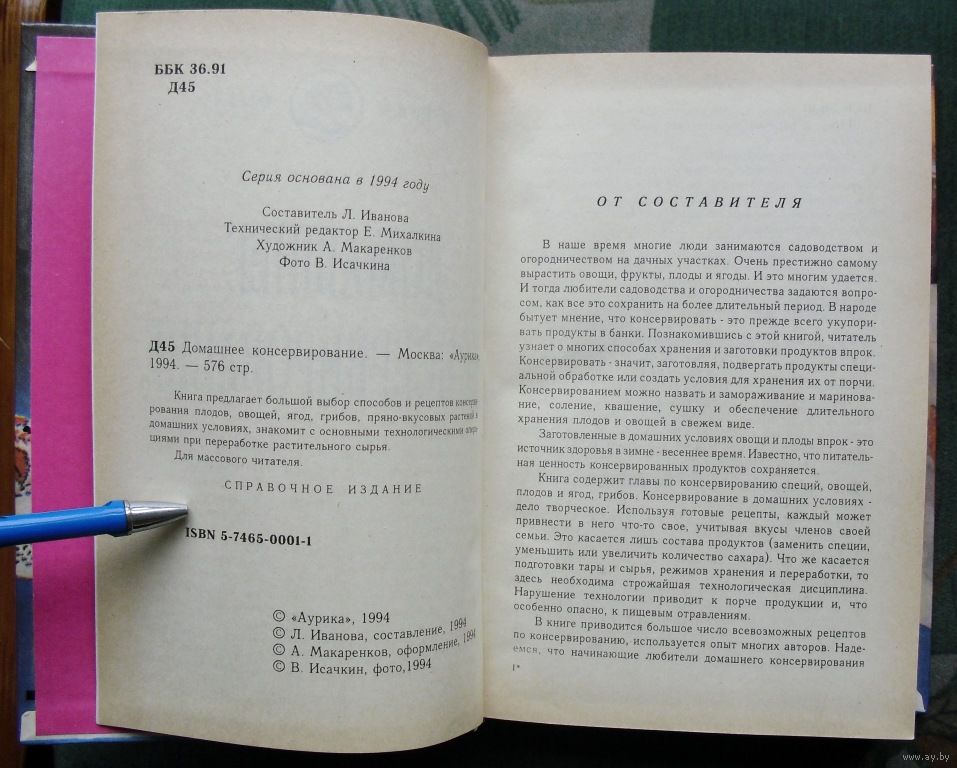 ББК 36.91
Д45
Серия основана в 1994 году
Составитель Л. Иванова
Технический редактор Е. Михалкина
Художник А. Макаренков
Фото В. Исачкина
Д45 Домашнее консервирование. — Москва: «Аурика»,
1994. — 576 стр.
Книга предлагает большой выбор способов и рецептов консерви-
рования плодов, овощей, ягод, грибов, пряно-вкусовых растений в
домашних условиях, знакомит с основными технологическими опера-
циями при переработке растительного сырья.
Для массового читателя.
СПРАВОЧНОЕ ИЗДАНИЕ
ISBN 5-7465-0001-1
© «Аурика», 1994
© Л. Иванова, составление, 1994
© А. Макаренков, оформление, 1994
© В. Исачкин, фото,1994
ОТ СОСТАВИТЕЛЯ
В наше время многие люди занимаются садоводством и
огородничеством на дачных участках. Очень престижно самому
вырастить овощи, фрукты, плоды и ягоды. И это многим удается.
И тогда любители садоводства и огородничества задаются вопро-
сом, как все это сохранить на более длительный период. В народе
бытует мнение, что консервировать - это прежде всего укупори-
вать продукты в банки. Познакомившись с этой книгой, читатель
узнает о многих способах хранения и заготовки продуктов впрок.
Консервировать - значит, заготовляя, подвергать продукты специ-
альной обработке или создать условия для хранения их от порчи.
Консервированием можно назвать и замораживание и маринова-
ние, соление, квашение, сушку и обеспечение длительного
хранения плодов и овощей в свежем виде.
Заготовленные в домашних условиях овощи и плоды впрок - это
источник здоровья в зимне - весеннее время. Известно, что питатель-
ная ценность консервированных продуктов сохраняется.
Книга содержит главы по консервированию специй, овощей,
плодов и ягод, грибов. Консервирование в домашних условиях -
дело творческое. Используя готовые рецепты, каждый может
привнести в него что-то свое, учитывая вкусы членов своей
семьи. Это касается лишь состава продуктов (заменить специи,
уменьшить или увеличить количество сахара). Что же касается
подготовки тары и сырья, режимов хранения и переработки, то
здесь необходима строжайшая технологическая дисциплина.
Нарушение технологии приводит к порче продукции и, что
особенно опасно, к пищевым отравлениям.
В книге приводится большое число всевозможных рецептов
по консервированию, используется опыт многих авторов. Наде-
емся, что начинающие любители домашнего консервирования
1*
www.ay.by